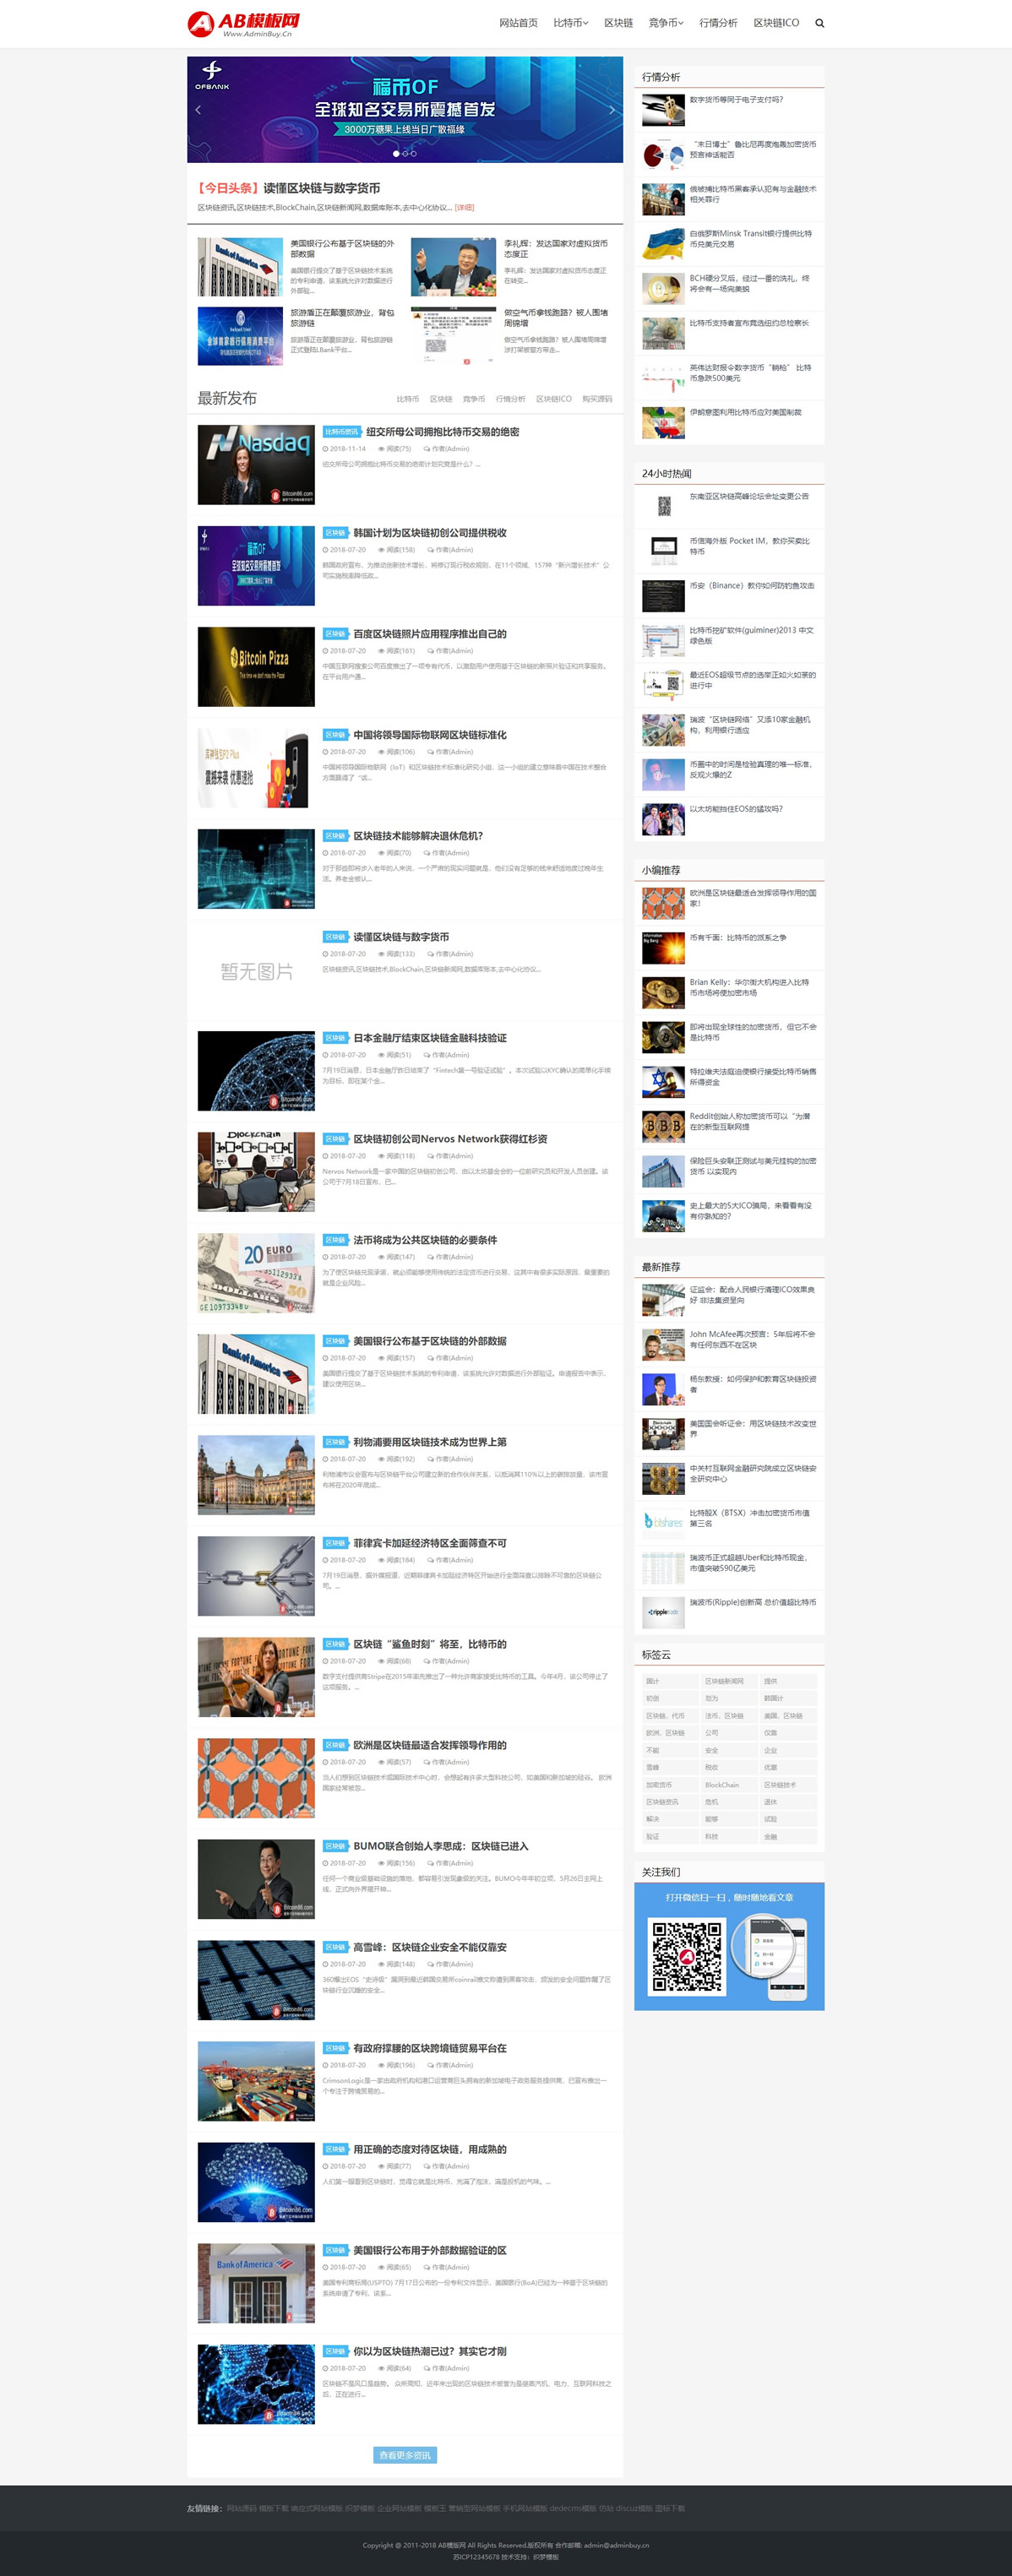 AB模板网
Www.AdminBuy.Cn
网站首页 比特币 区块链 竞争币 行情分析 区块链ICO
OFBANK
福币OF
全球知名交易所震撼首发
3000万糖果上线当日广散福缘
【今日头条】读懂区块链与数字货币
区块链资讯,区块链技术,BlockChain,区块链新闻网,数据库账本,去中心化协议... [详细]
美国银行公布基于区块链的外
部数据
美国银行提交了基于区块链技术系统
的专利申请，该系统允许对数据进行
外部验...
李礼辉：发达国家对虚拟货币
态度正
李礼辉：发达国家对虚拟货币态度正
在转变...
旅游盾正在颠覆旅游业，背包
旅游链
旅游盾正在颠覆旅游业，背包旅游链
正式登陆LBank平台...
做空气币拿钱跑路？被人围堵
周锦增
做空气币拿钱跑路？被人围堵周锦增
涉打架被警方带走...
最新发布
比特币 区块链 竞争币 行情分析 区块链ICO 购买源码
比特币资讯 纽交所母公司拥抱比特币交易的绝密
2018-11-14 阅读(75) 作者(Admin)
纽交所母公司拥抱比特币交易的绝密计划究竟是什么？...
区块链 韩国计划为区块链初创公司提供税收
2018-07-20 阅读(158) 作者(Admin)
韩国政府宣布，为推动创新技术增长，将修订现行税收规则，在11个领域，157种“新兴增长技术”公
司实施税率降低政...
区块链 百度区块链照片应用程序推出自己的
2018-07-20 阅读(161) 作者(Admin)
中国互联网搜索公司百度推出了一项专有代币，以激励用户使用基于区块链的新照片验证和共享服务。
在平台用户通...
区块链 中国将领导国际物联网区块链标准化
2018-07-20 阅读(106) 作者(Admin)
中国将领导国际物联网（IoT）和区块链技术标准化研究小组，这一小组的建立意味着中国在技术整合
方面赢得了“话...
区块链 区块链技术能够解决退休危机？
2018-07-20 阅读(70) 作者(Admin)
对于那些即将步入老年的人来说，一个严肃的现实问题就是，他们没有足够的钱来舒适地度过晚年生
活。养老金被认...
暂无图片
区块链 读懂区块链与数字货币
2018-07-20 阅读(133) 作者(Admin)
区块链资讯,区块链技术,BlockChain,区块链新闻网,数据库账本,去中心化协议...
区块链 日本金融厅结束区块链金融科技验证
2018-07-20 阅读(51) 作者(Admin)
7月19日消息，日本金融厅昨日结束了“Fintech第一号验证试验”。本次试验以KYC确认的简单化手续
为目标，即在某个金...
区块链 区块链初创公司Nervos Network获得红杉资
2018-07-20 阅读(118) 作者(Admin)
Nervos Network是一家中国的区块链初创公司，由以太坊基金会的一位前研究员和开发人员创建。该
公司于7月18日宣布，已...
区块链 法币将成为公共区块链的必要条件
2018-07-20 阅读(147) 作者(Admin)
为了使区块链兑现承诺，就必须能够使用传统的法定货币进行交易，这其中有很多实际原因，最重要的
就是企业风险...
区块链 美国银行公布基于区块链的外部数据
2018-07-20 阅读(157) 作者(Admin)
美国银行提交了基于区块链技术系统的专利申请，该系统允许对数据进行外部验证。申请报告中表示，
建议使用区块...
区块链 利物浦要用区块链技术成为世界上第
2018-07-20 阅读(192) 作者(Admin)
利物浦市议会宣布与区块链平台公司建立新的合作伙伴关系，以抵消其110%以上的碳排放量，该市宣
布将在2020年底成...
区块链 菲律宾卡加延经济特区全面筛查不可
2018-07-20 阅读(184) 作者(Admin)
7月19日消息，据外媒报道，近期菲律宾卡加延经济特区开始进行全面筛查以排除不可靠的区块链公
司。...
区块链 区块链“鲨鱼时刻”将至，比特币的
2018-07-20 阅读(68) 作者(Admin)
数字支付提供商Stripe在2015年率先推出了一种允许商家接受比特币的工具。今年4月，该公司停止了
这项服务。...
区块链 欧洲是区块链最适合发挥领导作用的
2018-07-20 阅读(57) 作者(Admin)
当人们想到区块链技术或国际技术中心时，会想起有许多大型科技公司，如美国和新加坡的硅谷。 欧洲
国家经常被忽...
区块链 BUMO联合创始人李思成：区块链已进入
2018-07-20 阅读(156) 作者(Admin)
任何一个商业级基础设施的落地，都容易引发现象级的关注。BUMO今年年初立项，5月26日主网上
线，正式向外界揭开神...
区块链 高雪峰：区块链企业安全不能仅靠安
2018-07-20 阅读(148) 作者(Admin)
360爆出EOS“史诗级”漏洞到最近韩国交易所coinrail推文称遭到黑客攻击，频发的安全问题炸醒了区
块链行业沉睡的安全...
区块链 有政府撑腰的区块跨境链贸易平台在
2018-07-20 阅读(196) 作者(Admin)
CrimsonLogic是一家由政府机构和港口运营商巨头拥有的新加坡电子政务服务提供商，已宣布推出一
个专注于跨境贸易的...
区块链 用正确的态度对待区块链，用成熟的
2018-07-20 阅读(77) 作者(Admin)
人们第一眼看到区块链时，觉得它就是比特币，充满了泡沫，满是投机的气味。...
区块链 美国银行公布用于外部数据验证的区
2018-07-20 阅读(65) 作者(Admin)
美国专利商标局(USPTO) 7月17日公布的一份专利文件显示，美国银行(BoA)已经为一种基于区块链的
系统申请了专利，该系...
区块链 你以为区块链热潮已过？其实它才刚
2018-07-20 阅读(64) 作者(Admin)
区块链不是风口是趋势。 众所周知，近年来出现的区块链技术被誉为是继蒸汽机，电力，互联网科技之
后，正在进行...
查看更多资讯
行情分析
数字货币等同于电子支付吗？
“末日博士”鲁比尼再度炮轰加密货币
预言神话能否
俄被捕比特币黑客承认犯有与金融技术
相关罪行
白俄罗斯Minsk Transit银行提供比特
币兑美元交易
BCH硬分叉后，经过一番的洗礼，终
将会有一场完美蜕
比特币支持者宣布竞选纽约总检察长
英伟达财报令数字货币“躺枪” 比特
币急跌500美元
伊朗意图利用比特币应对美国制裁
24小时热闻
东南亚区块链高峰论坛会址变更公告
币信海外版 Pocket IM，教你买卖比
特币
币安（Binance）教你如何防钓鱼攻击
比特币挖矿软件(guiminer)2013 中文
绿色版
最近EOS超级节点的选举正如火如荼的
进行中
瑞波“区块链网络”又添10家金融机
构，利用银行适应
币圈中的时间是检验真理的唯一标准，
反观火爆的Z
以太坊能挡住EOS的猛攻吗？
小编推荐
欧洲是区块链最适合发挥领导作用的国
家！
币有千面：比特币的派系之争
Brian Kelly：华尔街大机构进入比特
币市场将使加密市场
即将出现全球性的加密货币，但它不会
是比特币
特拉维夫法庭迫使银行接受比特币销售
所得资金
Reddit创始人称加密货币可以“为潜
在的新型互联网提
保险巨头安联正测试与美元挂钩的加密
货币 以实现内
史上最大的5大ICO骗局，来看看有没
有你熟知的？
最新推荐
证监会：配合人民银行清理ICO效果良
好 非法集资呈向
John McAfee再次预言：5年后将不会
有任何东西不在区块
杨东教授：如何保护和教育区块链投资
者
美国国会听证会：用区块链技术改变世
界
中关村互联网金融研究院成立区块链安
全研究中心
比特股X（BTSX）冲击加密货币市值
第三名
瑞波币正式超越Uber和比特币现金，
市值突破590亿美元
瑞波币(Ripple)创新高 总价值超比特币
标签云
国计 区块链新闻网 提供
初创 划为 韩国计
区块链、代币 法币、区块链 美国、区块链
欧洲、区块链 公司 仅靠
不能 安全 企业
雪峰 税收 优惠
加密货币 BlockChain 区块链技术
区块链资讯 危机 退休
解决 能够 试验
验证 科技 金融
关注我们
打开微信扫一扫，随时随地看文章
友情链接：网站源码 模版下载 响应式网站模版 织梦模板 企业网站模板 模板王 营销型网站模板 手机网站模板 dedecms模板 仿站 discuz模板 图标下载
Copyright @ 2011-2018 AB模版网 All Rights Reserved.版权所有 合作邮箱: admin@adminbuy.cn
苏ICP12345678 技术支持：织梦模板